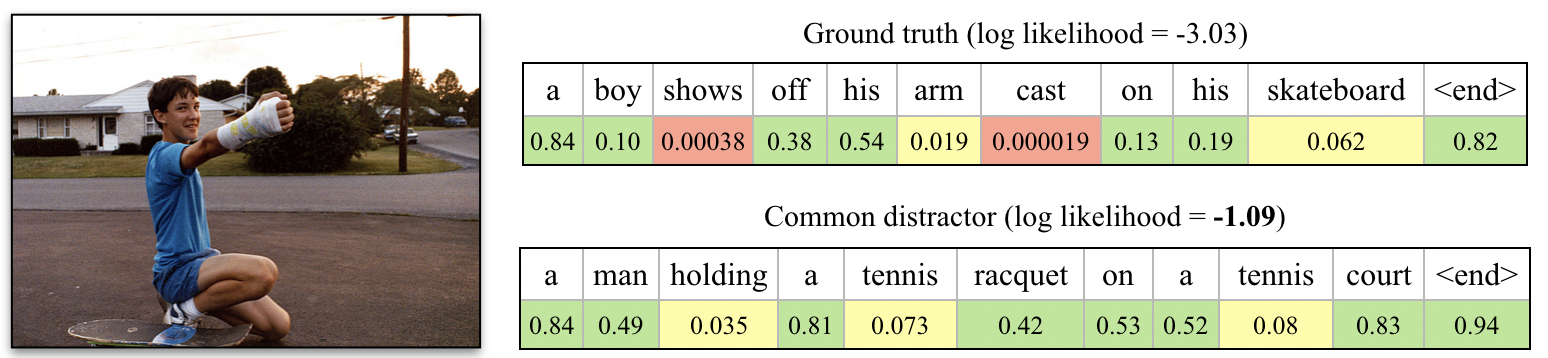 Ground truth (log likelihood = -3.03)
a boy shows off his arm cast on his skateboard <end>
0.84 0.10 0.00038 0.38 0.54 0.019 0.000019 0.13 0.19 0.062 0.82
Common distractor (log likelihood = -1.09)
a man holding a tennis racquet on a tennis court <end>
0.84 0.49 0.035 0.81 0.073 0.42 0.53 0.52 0.08 0.83 0.94